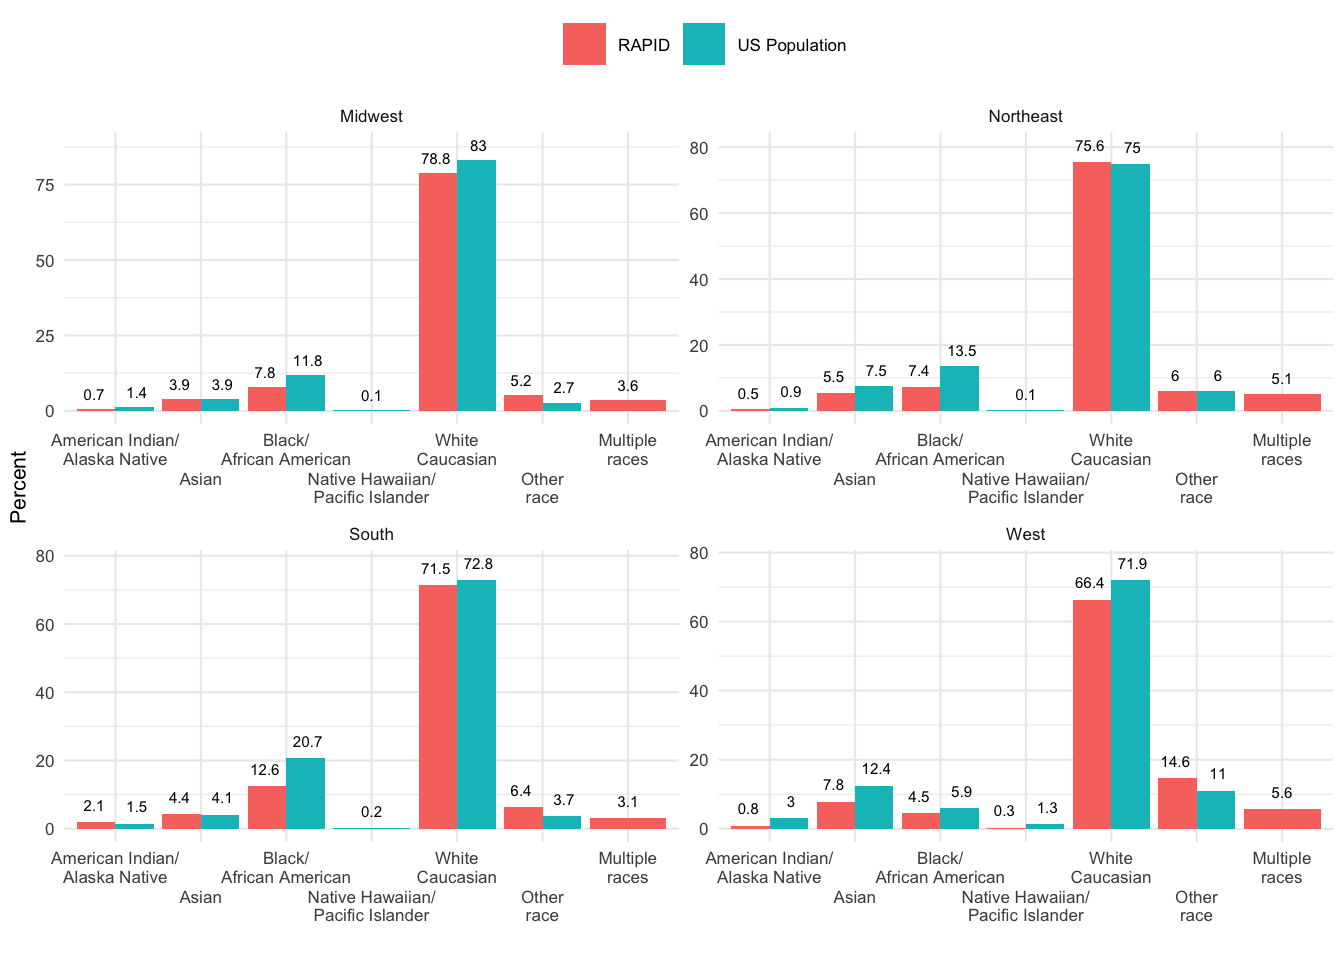 RAPID US Population
Midwest
75
50
25
0
0.7 1.4 3.9 3.9 7.8 11.8 0.1 78.8 83 5.2 2.7 3.6
American Indian/ Black/ White Multiple
Alaska Native African American Caucasian races
Asian Native Hawaiian/ Other
Pacific Islander race
Northeast
80
60
40
20
0
0.5 0.9 5.5 7.5 7.4 13.5 0.1 75.6 75 6 6 5.1
American Indian/ Black/ White Multiple
Alaska Native African American Caucasian races
Asian Native Hawaiian/ Other
Pacific Islander race
Percent
South
80
60
40
20
0
2.1 1.5 4.4 4.1 12.6 20.7 0.2 71.5 72.8 6.4 3.7 3.1
American Indian/ Black/ White Multiple
Alaska Native African American Caucasian races
Asian Native Hawaiian/ Other
Pacific Islander race
West
80
60
40
20
0
0.8 3 7.8 12.4 4.5 5.9 0.3 1.3 66.4 71.9 14.6 11 5.6
American Indian/ Black/ White Multiple
Alaska Native African American Caucasian races
Asian Native Hawaiian/ Other
Pacific Islander race